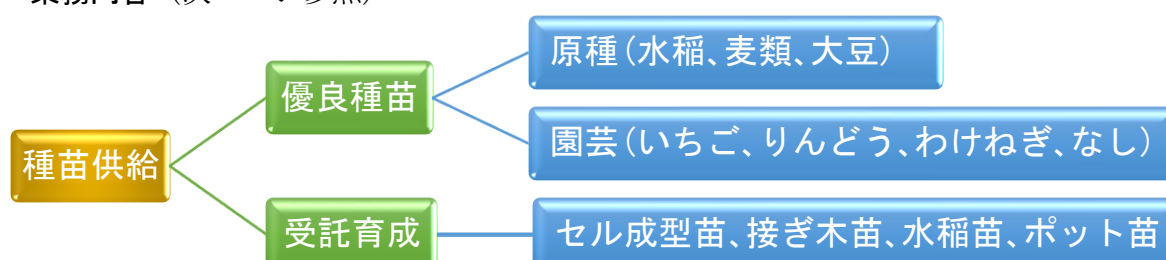 種苗供給
優良種苗
原種（水稲、麦類、大豆）
園芸（いちご、りんどう、わけねぎ、なし）
受託育成
セル成型苗、接ぎ木苗、水稲苗、ポット苗